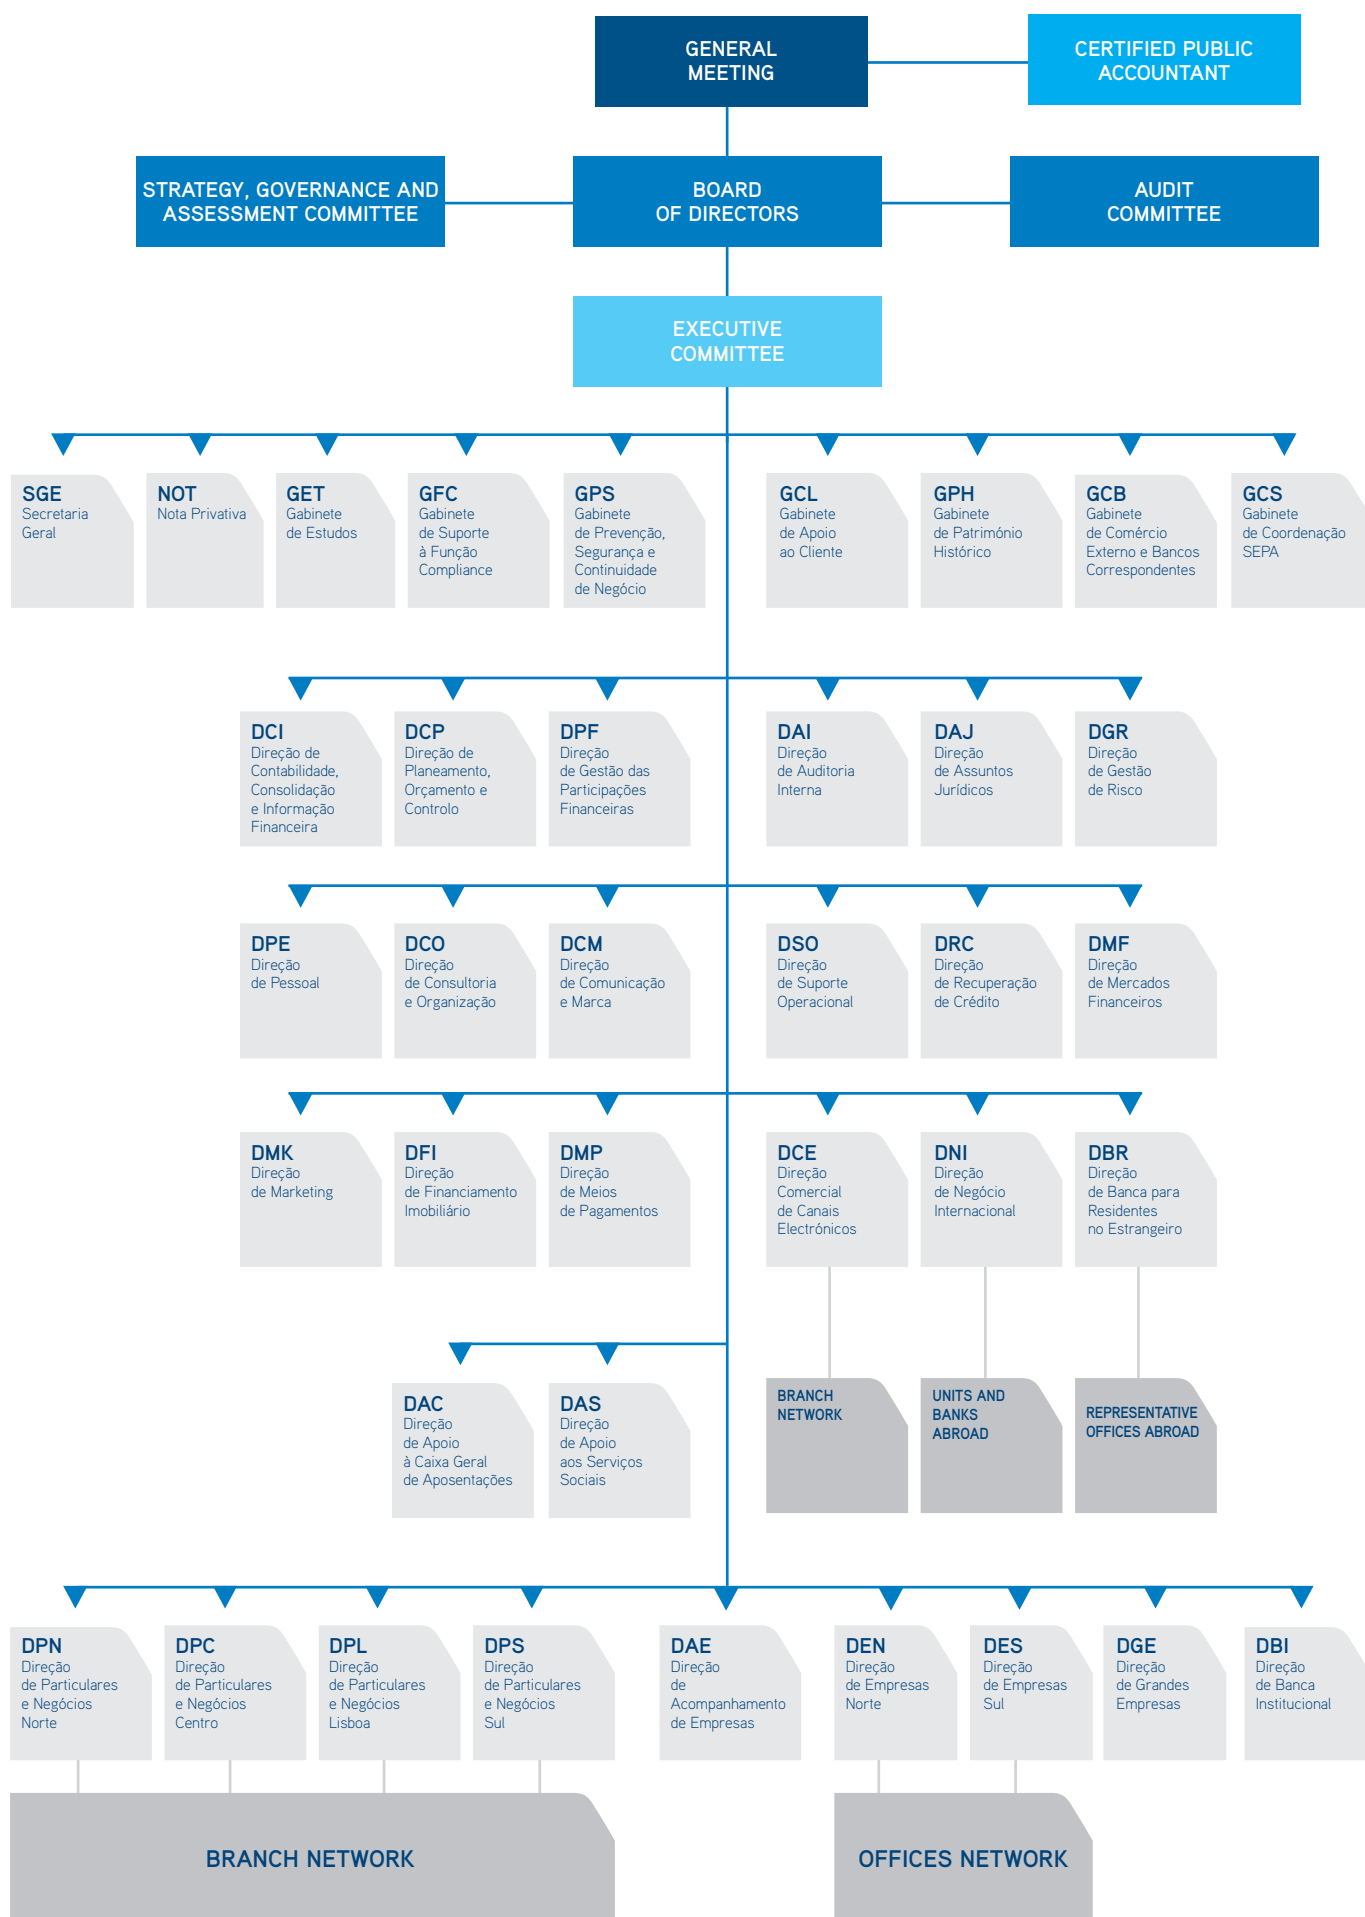 GENERAL
MEETING
CERTIFIED PUBLIC
ACCOUNTANT
STRATEGY, GOVERNANCE AND
ASSESSMENT COMMITTEE
BOARD
OF DIRECTORS
AUDIT
COMMITTEE
EXECUTIVE
COMMITTEE
SGE
Secretaria
Geral
NOT
Nota Privativa
GET
Gabinete
de Estudos
GFC
Gabinete
de Suporte
à Função
Compliance
GPS
Gabinete
de Prevenção,
Segurança e
Continuidade
de Negócio
GCL
Gabinete
de Apoio
ao Cliente
GPH
Gabinete
de Património
Histórico
GCB
Gabinete
de Comércio
Externo e Bancos
Correspondentes
GCS
Gabinete
de Coordenação
SEPA
DCI
Direção de
Contabilidade,
Consolidação
e Informação
Financeira
DCP
Direção de
Planeamento,
Orçamento e
Controlo
DPF
Direção
de Gestão das
Participações
Financeiras
DAI
Direção
de Auditoria
Interna
DAJ
Direção
de Assuntos
Jurídicos
DGR
Direção
de Gestão
de Risco
DPE
Direção
de Pessoal
DCO
Direção
de Consultoria
e Organização
DCM
Direção
de Comunicação
e Marca
DSO
Direção
de Suporte
Operacional
DRC
Direção
de Recuperação
de Crédito
DMF
Direção
de Mercados
Financeiros
DMK
Direção
de Marketing
DFI
Direção
de Financiamento
Imobiliário
DMP
Direção
de Meios
de Pagamentos
DCE
Direção
Comercial
de Canais
Electrónicos
DNI
Direção
de Negócio
Internacional
DBR
Direção
de Banca para
Residentes
no Estrangeiro
DAC
Direção
de Apoio
à Caixa Geral
de Aposentações
DAS
Direção
de Apoio
aos Serviços
Sociais
BRANCH
NETWORK
UNITS AND
BANKS
ABROAD
REPRESENTATIVE
OFFICES ABROAD
DPN
Direção
de Particulares
e Negócios
Norte
DPC
Direção
de Particulares
e Negócios
Centro
DPL
Direção
de Particulares
e Negócios
Lisboa
DPS
Direção
de Particulares
e Negócios
Sul
DAE
Direção
de
Acompanhamento
de Empresas
DEN
Direção
de Empresas
Norte
DES
Direção
de Empresas
Sul
DGE
Direção
de Grandes
Empresas
DBI
Direção
de Banca
Institucional
BRANCH NETWORK
OFFICES NETWORK